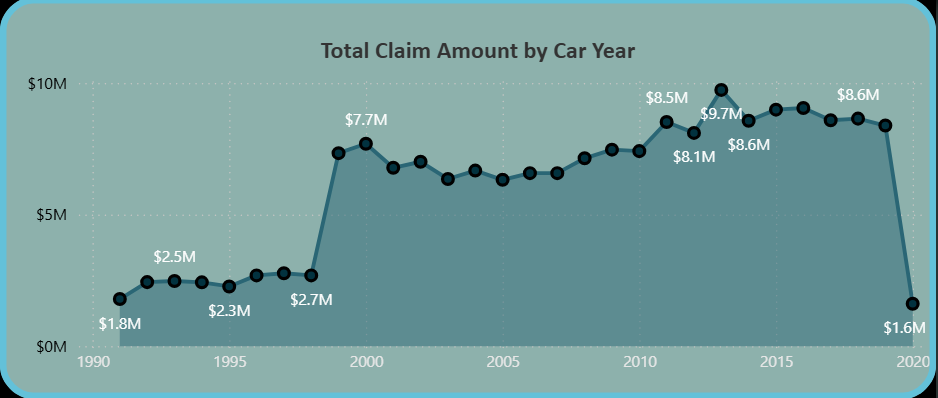 Total Claim Amount by Car Year
$10M
$5M
$0M
$1.8M
$2.5M
$2.3M
$2.7M
$7.7M
$8.5M
$8.1M
$9.7M
$8.6M
$8.6M
$1.6M
1990 1995 2000 2005 2010 2015 2020